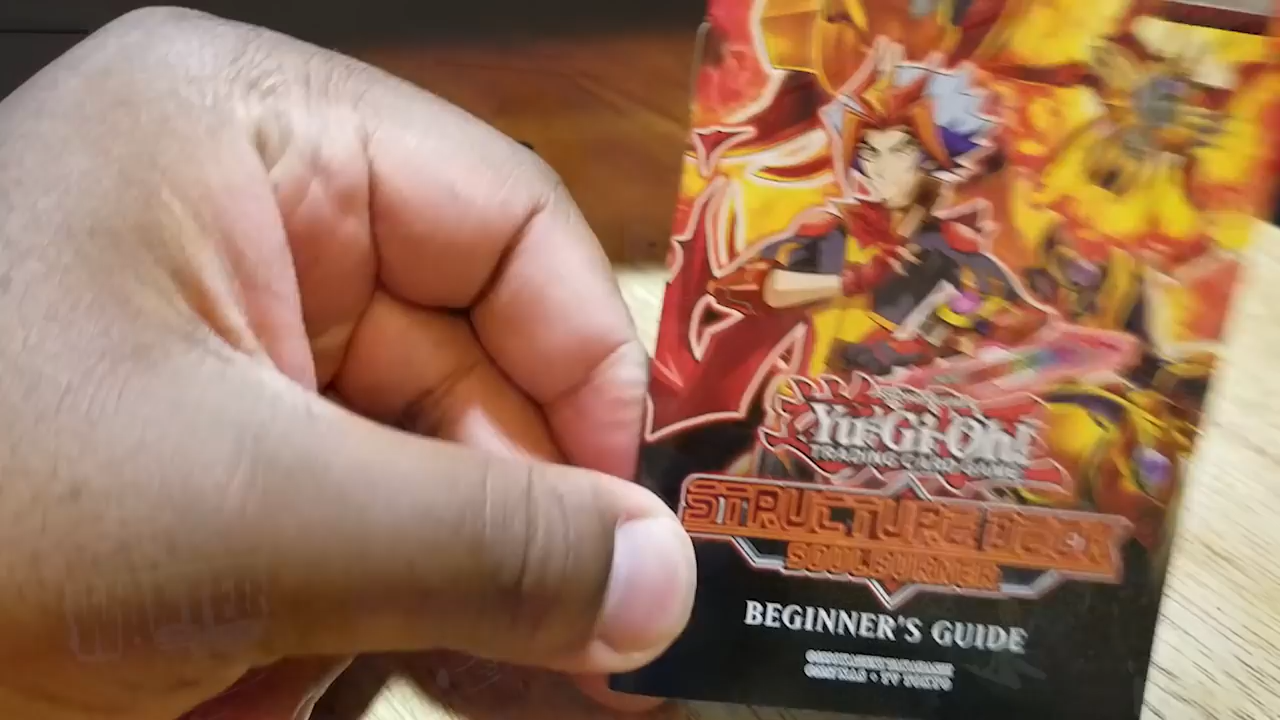 Yu-Gi-Oh!
TRADING CARD GAME
STRUCTURE DECK
SOULBURNER
BEGINNER'S GUIDE